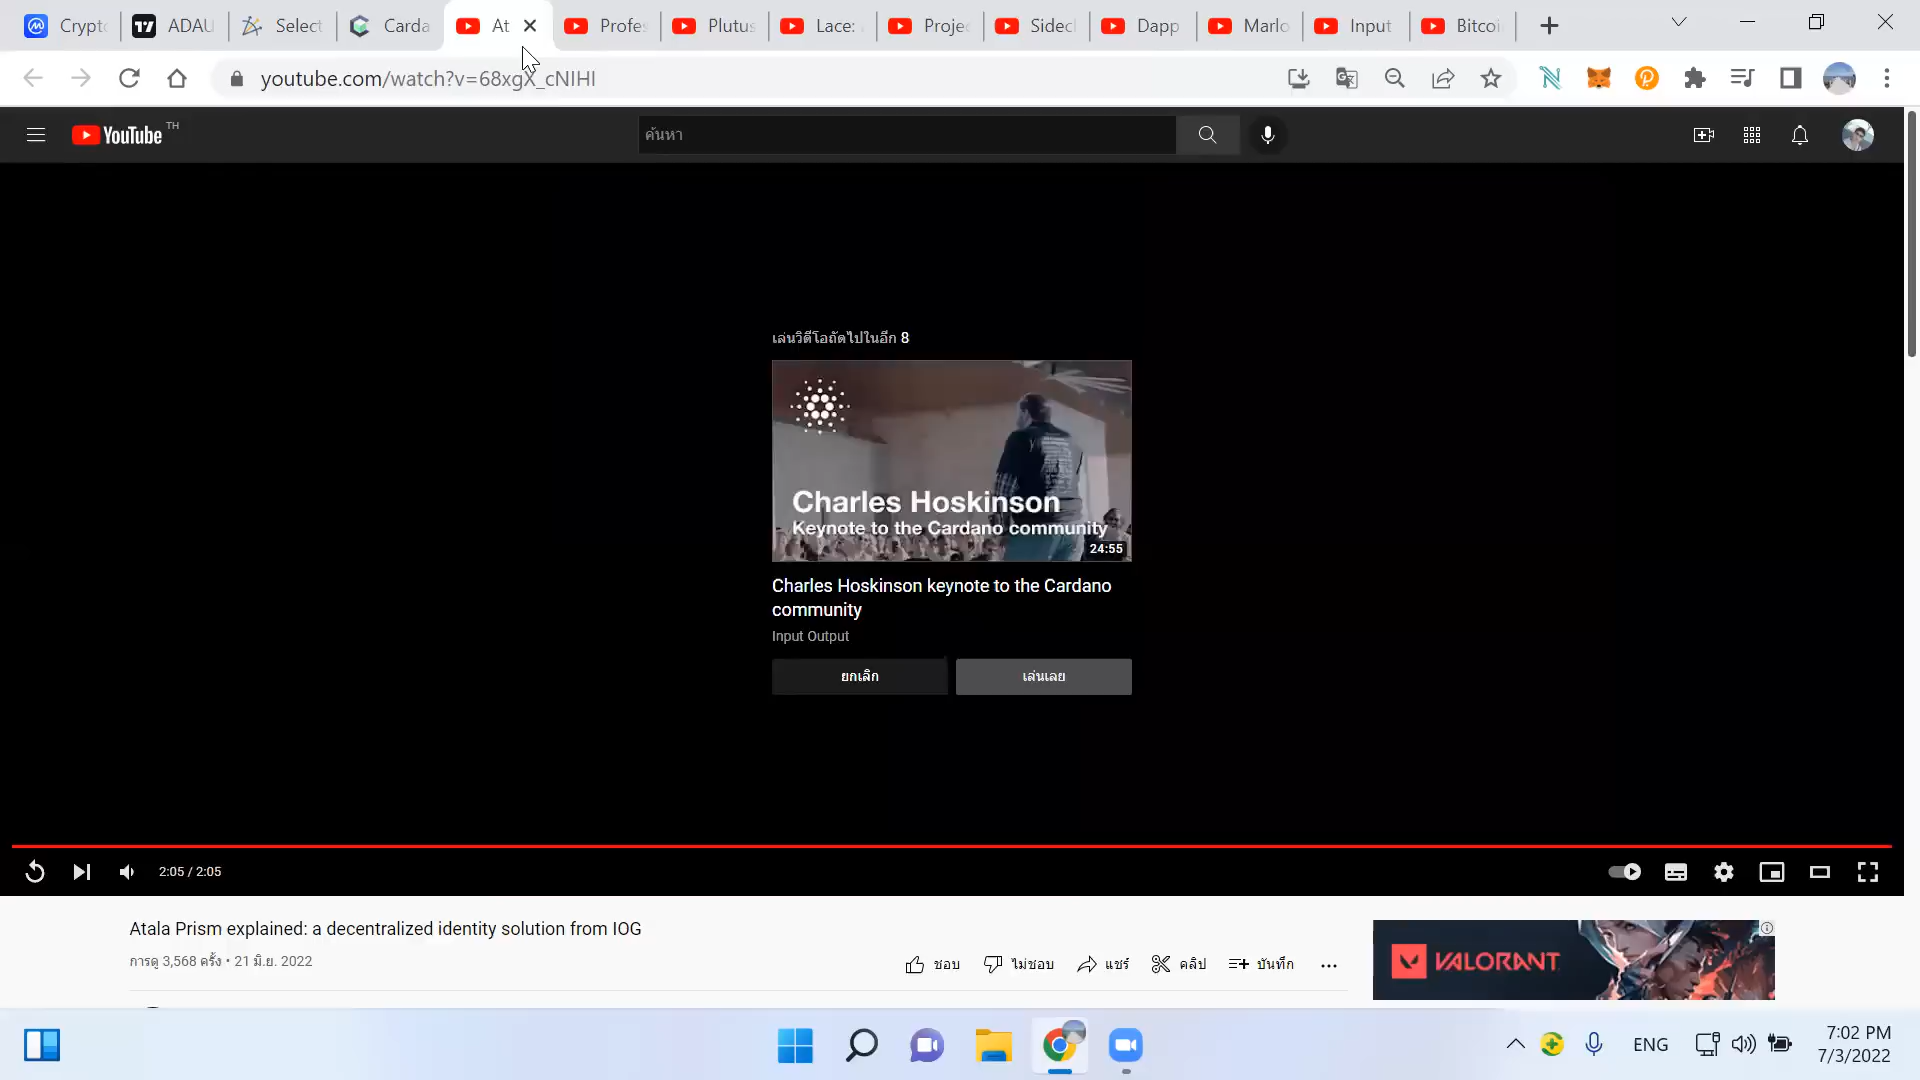 Crypto
ADAU
Select
Carda
At
Profes
Plutus
Lace:
Projec
Sidec
Dapp
Marlo
Input
Bitcoi
youtube.com/watch?v=68xgX_cNIHI
YouTube TH
ค้นหา
เล่นวิดีโอถัดไปในอีก 8
Charles Hoskinson
Keynote to the Cardano community
24:55
Charles Hoskinson keynote to the Cardano
community
Input Output
ยกเลิก
เล่นเลย
2:05 / 2:05
Atala Prism explained: a decentralized identity solution from IOG
การดู 3,568 ครั้ง • 21 มิ.ย. 2022
ชอบ
ไม่ชอบ
แชร์
คลิป
บันทึก
VALORANT
ENG
7:02 PM
7/3/2022